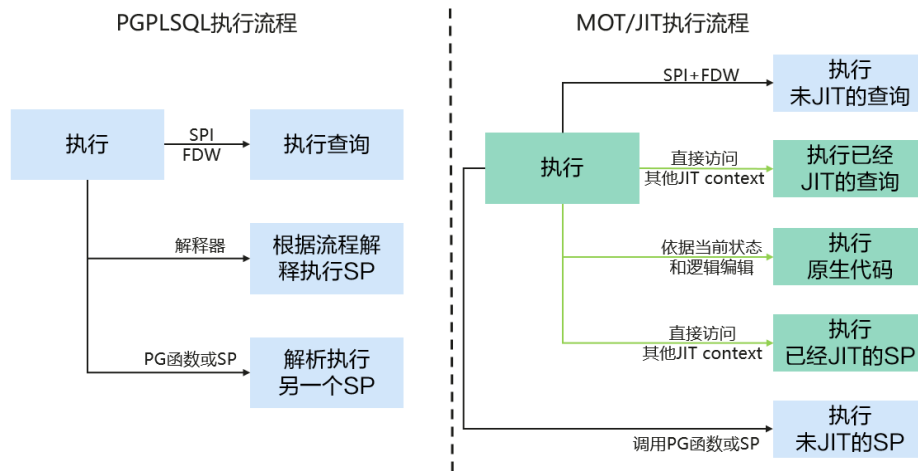 PGPLSQL执行流程
执行
SPI
FDW
执行查询
解释器
根据流程解
释执行SP
PG函数或SP
解析执行
另一个SP
MOT/JIT执行流程
SPI+FDW
执行
未JIT的查询
执行
直接访问
其他JIT context
执行已经
JIT的查询
依据当前状态
和逻辑编辑
执行
原生代码
直接访问
其他JIT context
执行
已经JIT的SP
调用PG函数或SP
执行
未JIT的SP